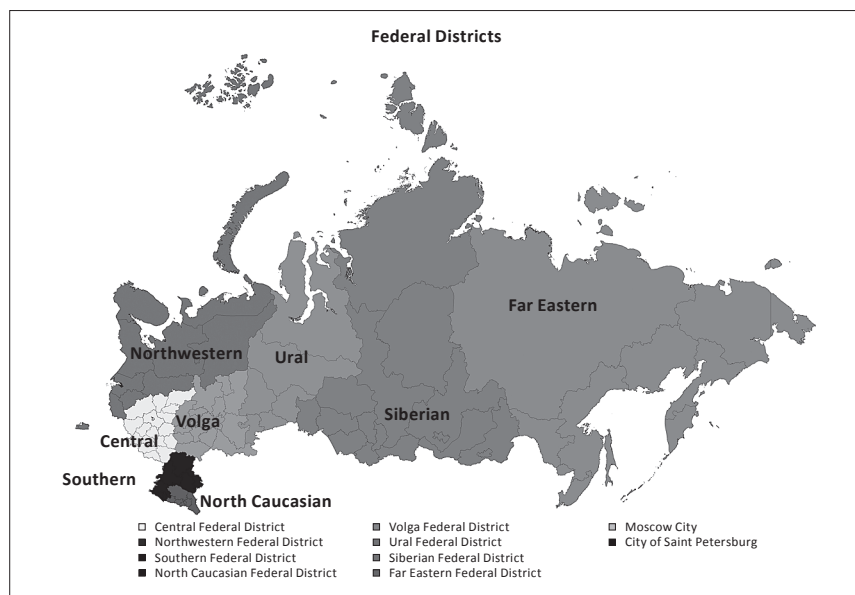 Federal Districts
Far Eastern
Northwestern
Ural
Siberian
Volga
Central
Southern
North Caucasian
Central Federal District
Northwestern Federal District
Southern Federal District
North Caucasian Federal District
Volga Federal District
Ural Federal District
Siberian Federal District
Far Eastern Federal District
Moscow City
City of Saint Petersburg